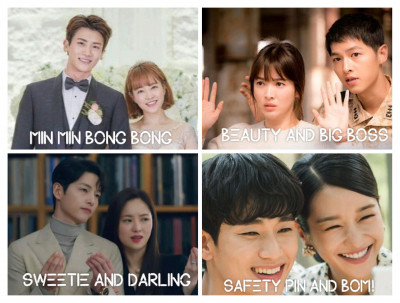 MIN MIN BONG BONG
BEAUTY AND BIG BOSS
SWEETIE AND DARLING
SAFETY PIN AND BOM!